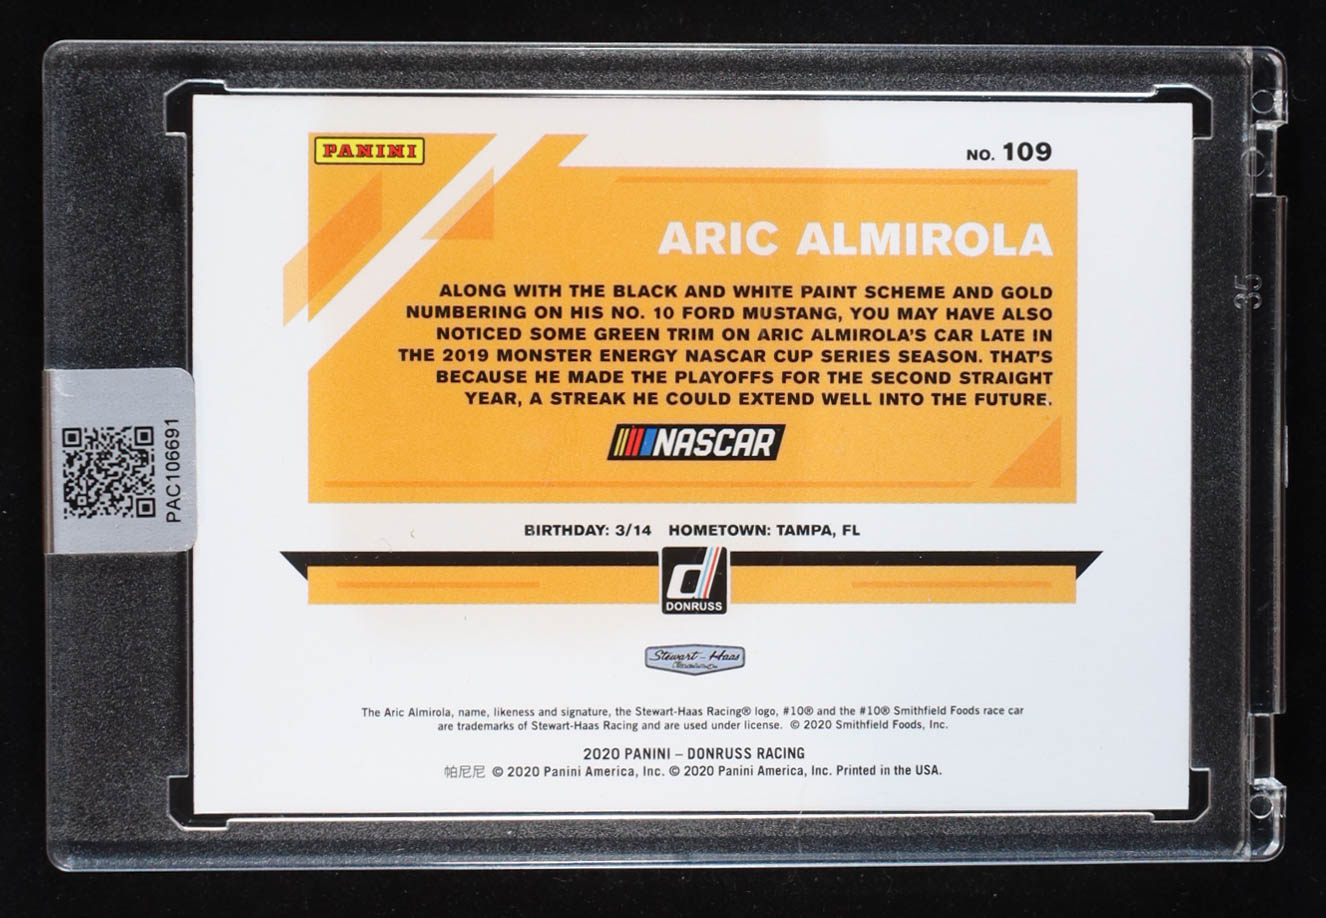 PANINI
NO. 109
ARIC ALMIROLA
ALONG WITH THE BLACK AND WHITE PAINT SCHEME AND GOLD
NUMBERING ON HIS NO. 10 FORD MUSTANG, YOU MAY HAVE ALSO
NOTICED SOME GREEN TRIM ON ARIC ALMIROLA'S CAR LATE IN
THE 2019 MONSTER ENERGY NASCAR CUP SERIES SEASON. THAT'S
BECAUSE HE MADE THE PLAYOFFS FOR THE SECOND STRAIGHT
YEAR, A STREAK HE COULD EXTEND WELL INTO THE FUTURE.
NASCAR
PAC106691
35
BIRTHDAY: 3/14 HOMETOWN: TAMPA, FL
d
DONRUSS
Stewart-Haas
The Aric Almirola, name, likeness and signature, the Stewart-Haas Racing® logo, #10® and the #10® Smithfield Foods race car
are trademarks of Stewart-Haas Racing and are used under license. © 2020 Smithfield Foods, Inc.
2020 PANINI – DONRUSS RACING
帕尼尼 © 2020 Panini America, Inc. © 2020 Panini America, Inc. Printed in the USA.